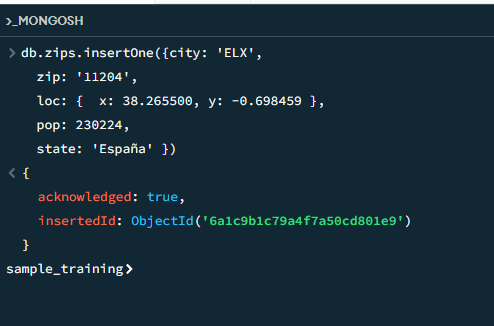 >_MONGOSH
> db.zips.insertOne({city: 'ELX',
zip: '11204',
loc: {  x: 38.265500, y: -0.698459 },
pop: 230224,
state: 'España' })
< {
acknowledged: true,
insertedId: ObjectId('6a1c9b1c79a4f7a50cd801e9')
}
sample_training>